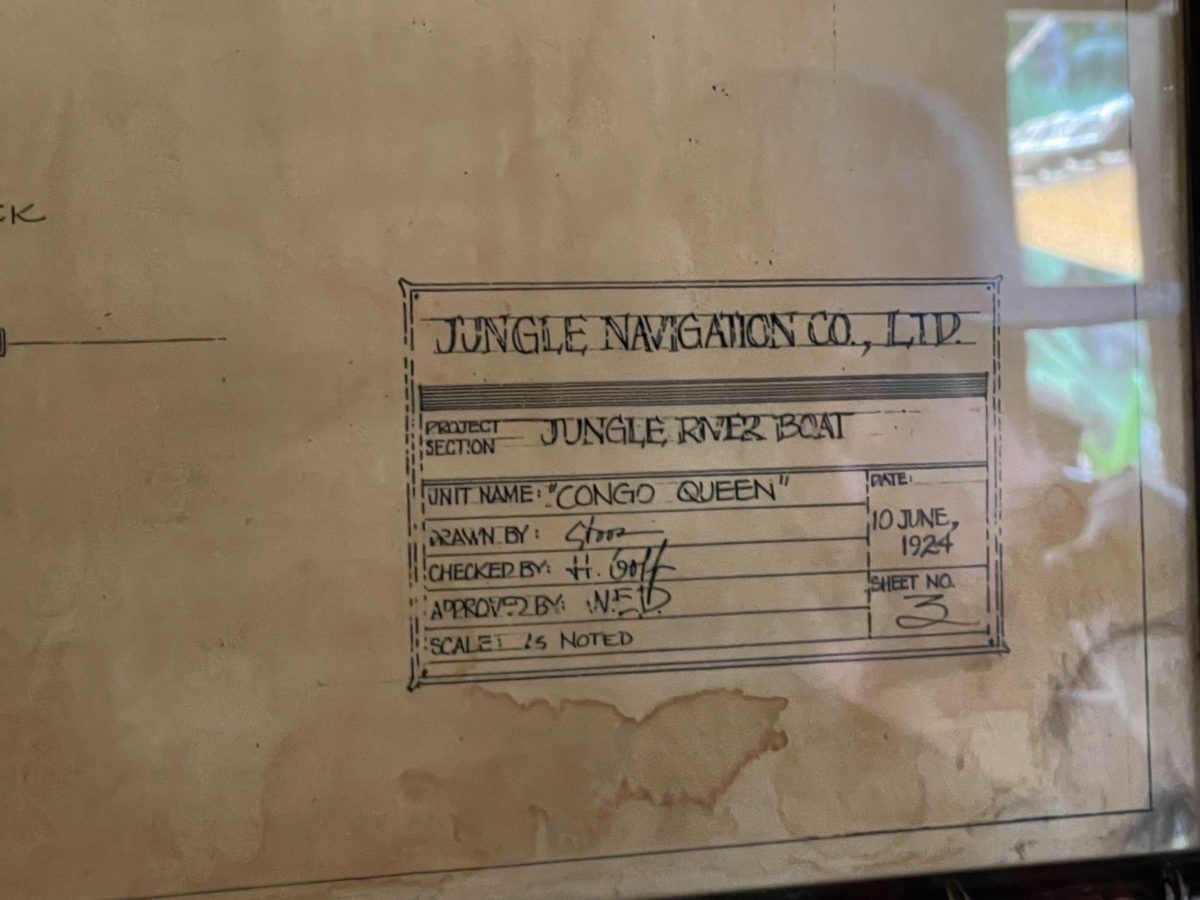 CK
JUNGLE NAVIGATION CO., LTD.
PROJECT SECTION JUNGLE RIVER BOAT
UNIT NAME: "CONGO QUEEN"
DATE:
10 JUNE,
1924
DRAWN BY:
CHECKED BY: H. Goff
APPROVED BY: W.E.D.
SHEET NO.
3
SCALE: AS NOTED